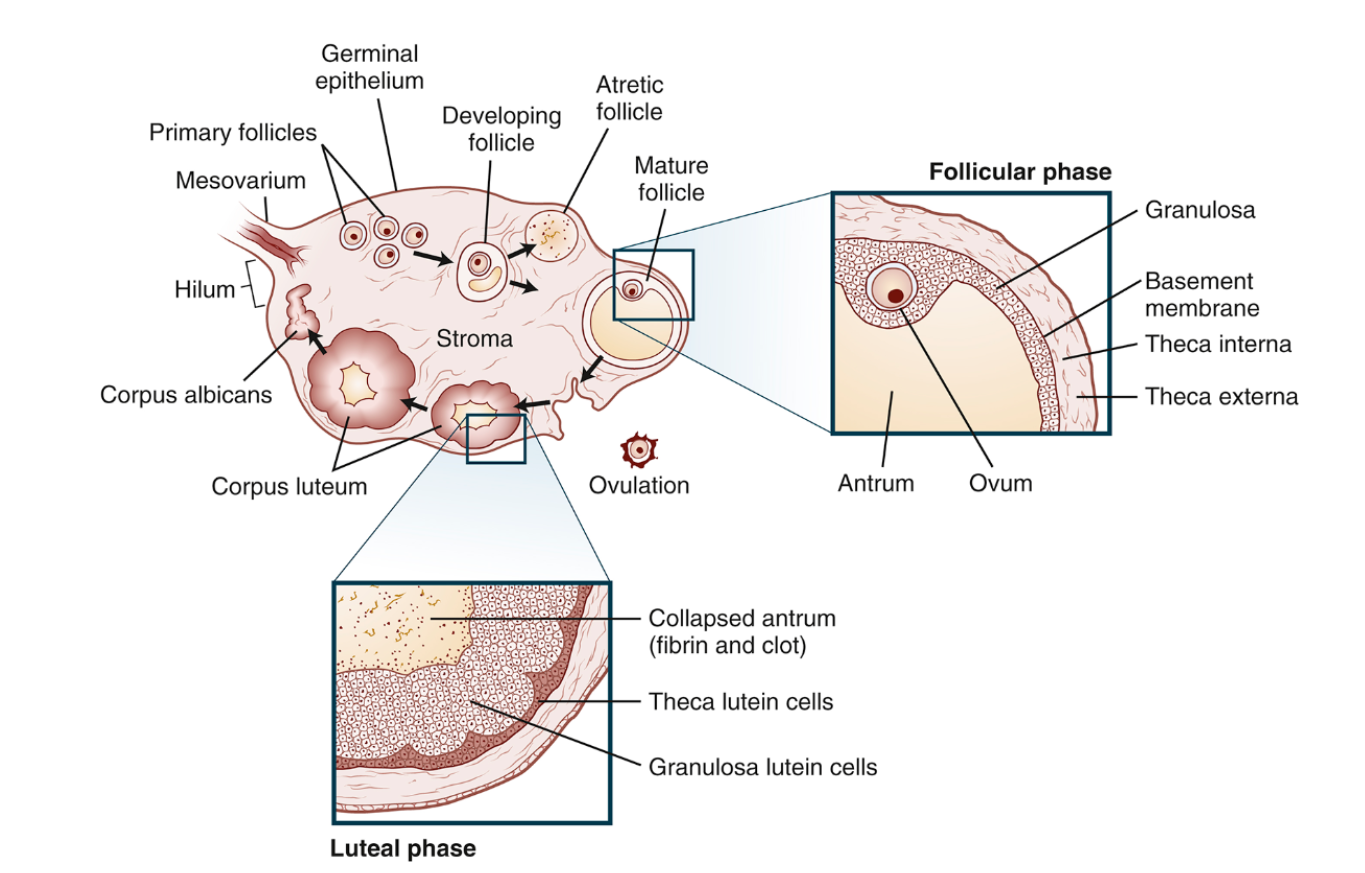 Germinal
epithelium
Atretic
follicle
Developing
follicle
Primary follicles
Mature
follicle
Mesovarium
Follicular phase
Granulosa
Hilum
Basement
membrane
Stroma
Theca interna
Corpus albicans
Theca externa
Corpus luteum
Ovulation
Antrum
Ovum
Collapsed antrum
(fibrin and clot)
Theca lutein cells
Granulosa lutein cells
Luteal phase